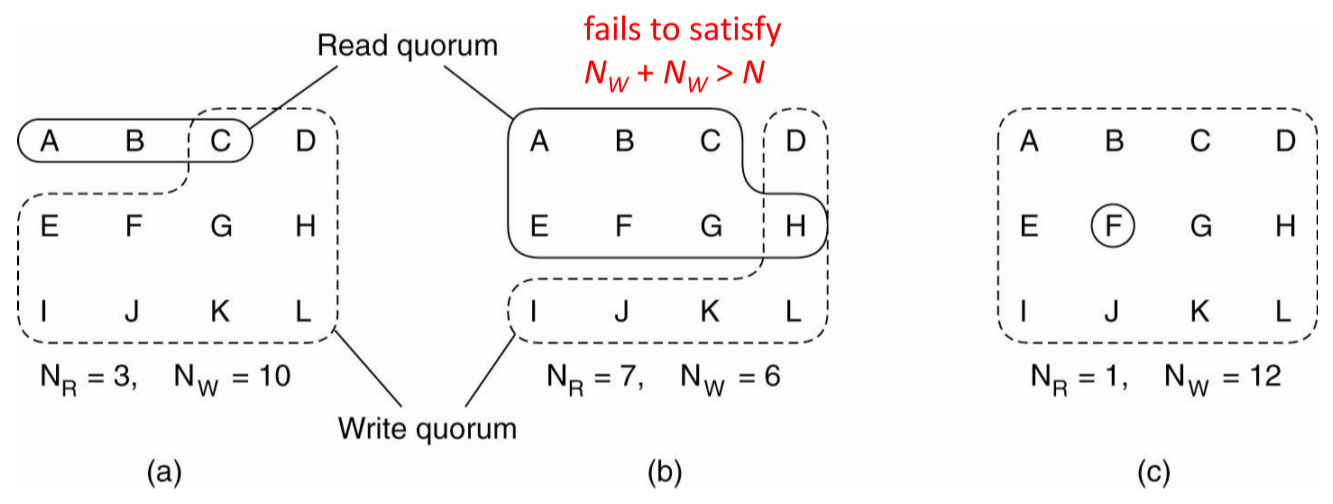 fails to satisfy
Read quorum
N_W + N_W > N
A B C D
E F G H
I J K L
N_R = 3, N_W = 10
A B C D
E F G H
I J K L
N_R = 7, N_W = 6
A B C D
E F G H
I J K L
N_R = 1, N_W = 12
Write quorum
(a)
(b)
(c)